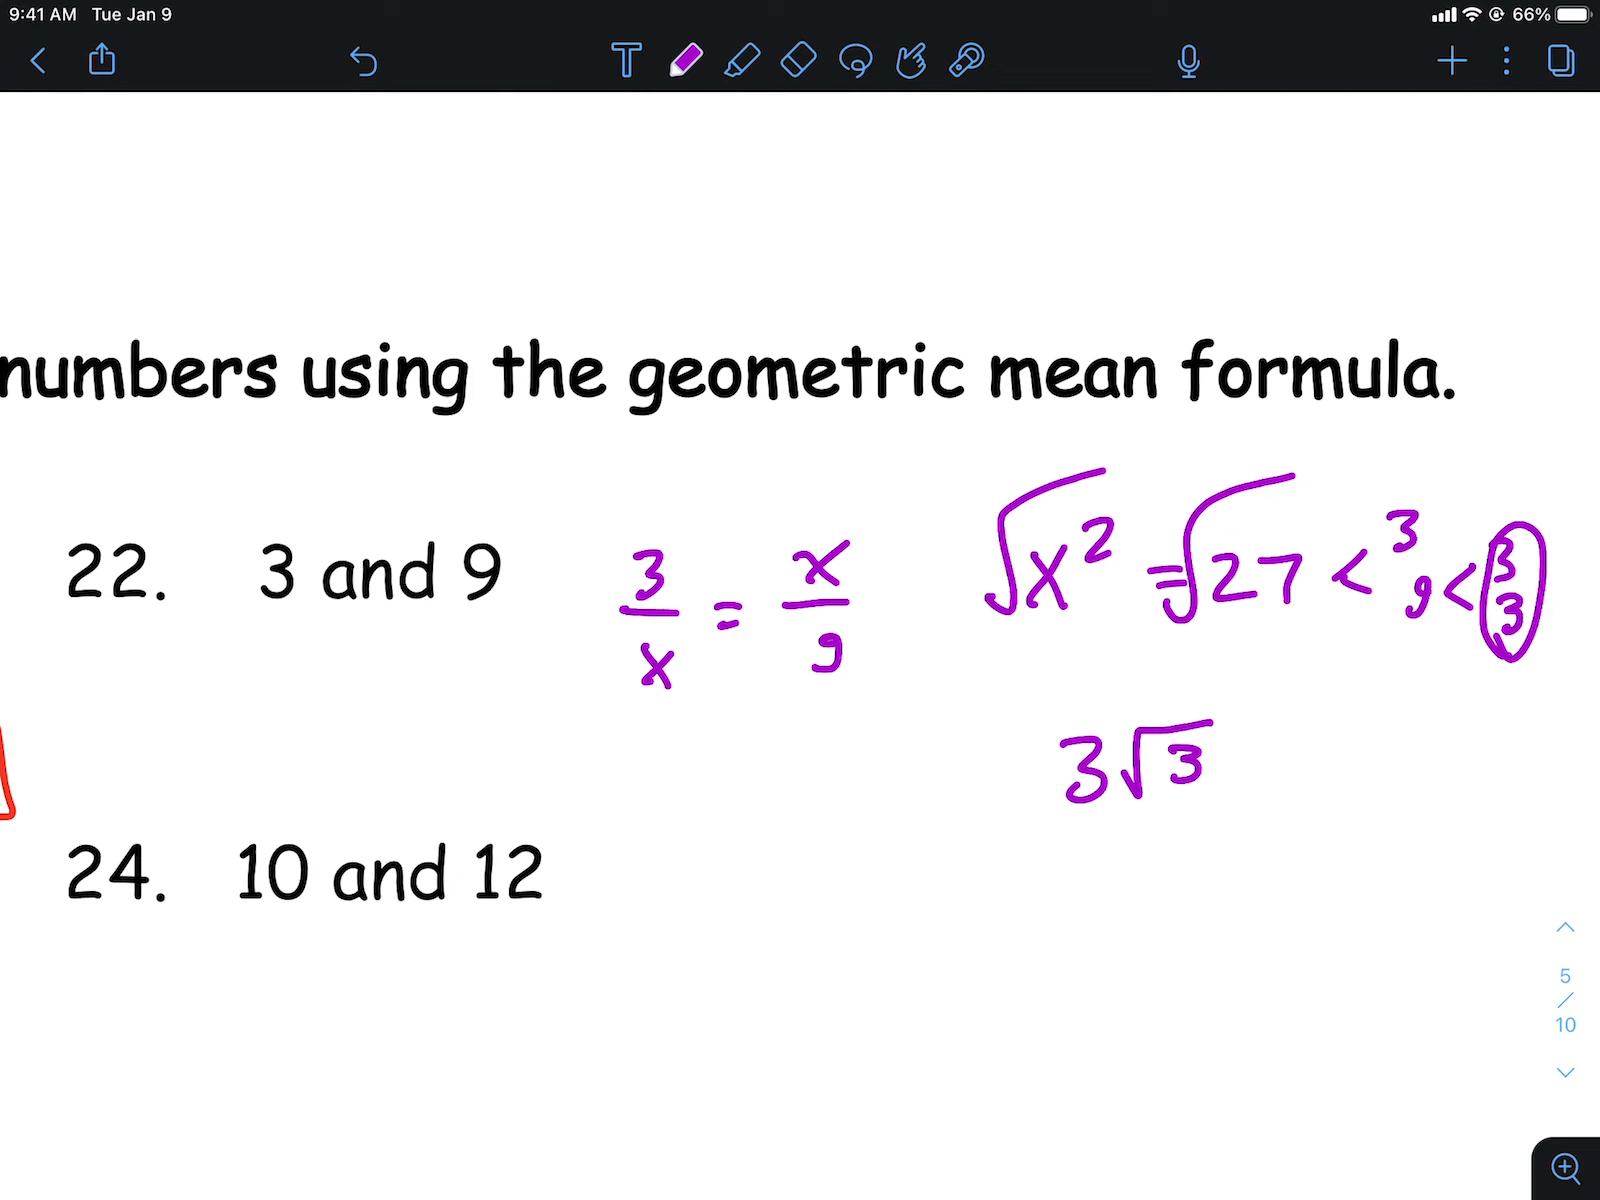 9:41 AM Tue Jan 9 66%
numbers using the geometric mean formula.
22. 3 and 9
3/x = x/9
√x² = √27 < 3 9 < 3 3
3√3
24. 10 and 12
5
/
10